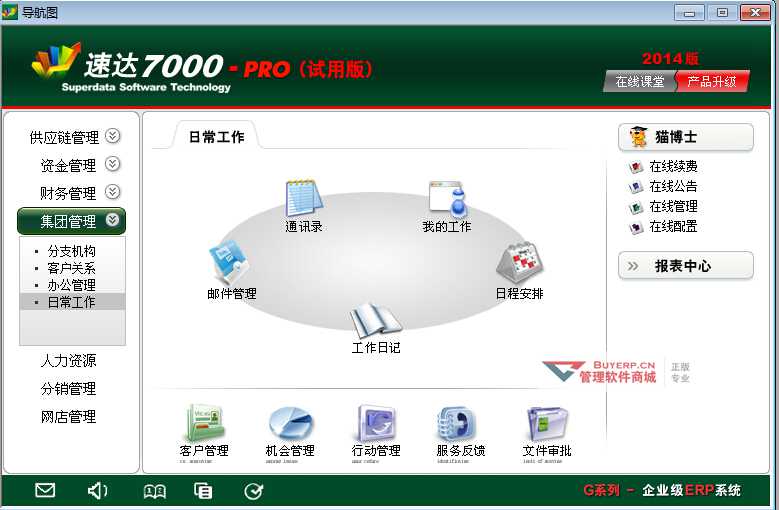 导航图
速达7000-PRO（试用版）
Superdata Software Technology
2014版
在线课堂 产品升级
供应链管理
资金管理
财务管理
集团管理
分支机构
客户关系
办公管理
日常工作
人力资源
分销管理
网店管理
日常工作
通讯录
我的工作
邮件管理
日程安排
工作日记
BUYERP.CN
管理软件商城
正版
专业
客户管理
机会管理
行动管理
服务反馈
文件审批
猫博士
在线续费
在线公告
在线管理
在线配置
报表中心
G系列 - 企业级ERP系统